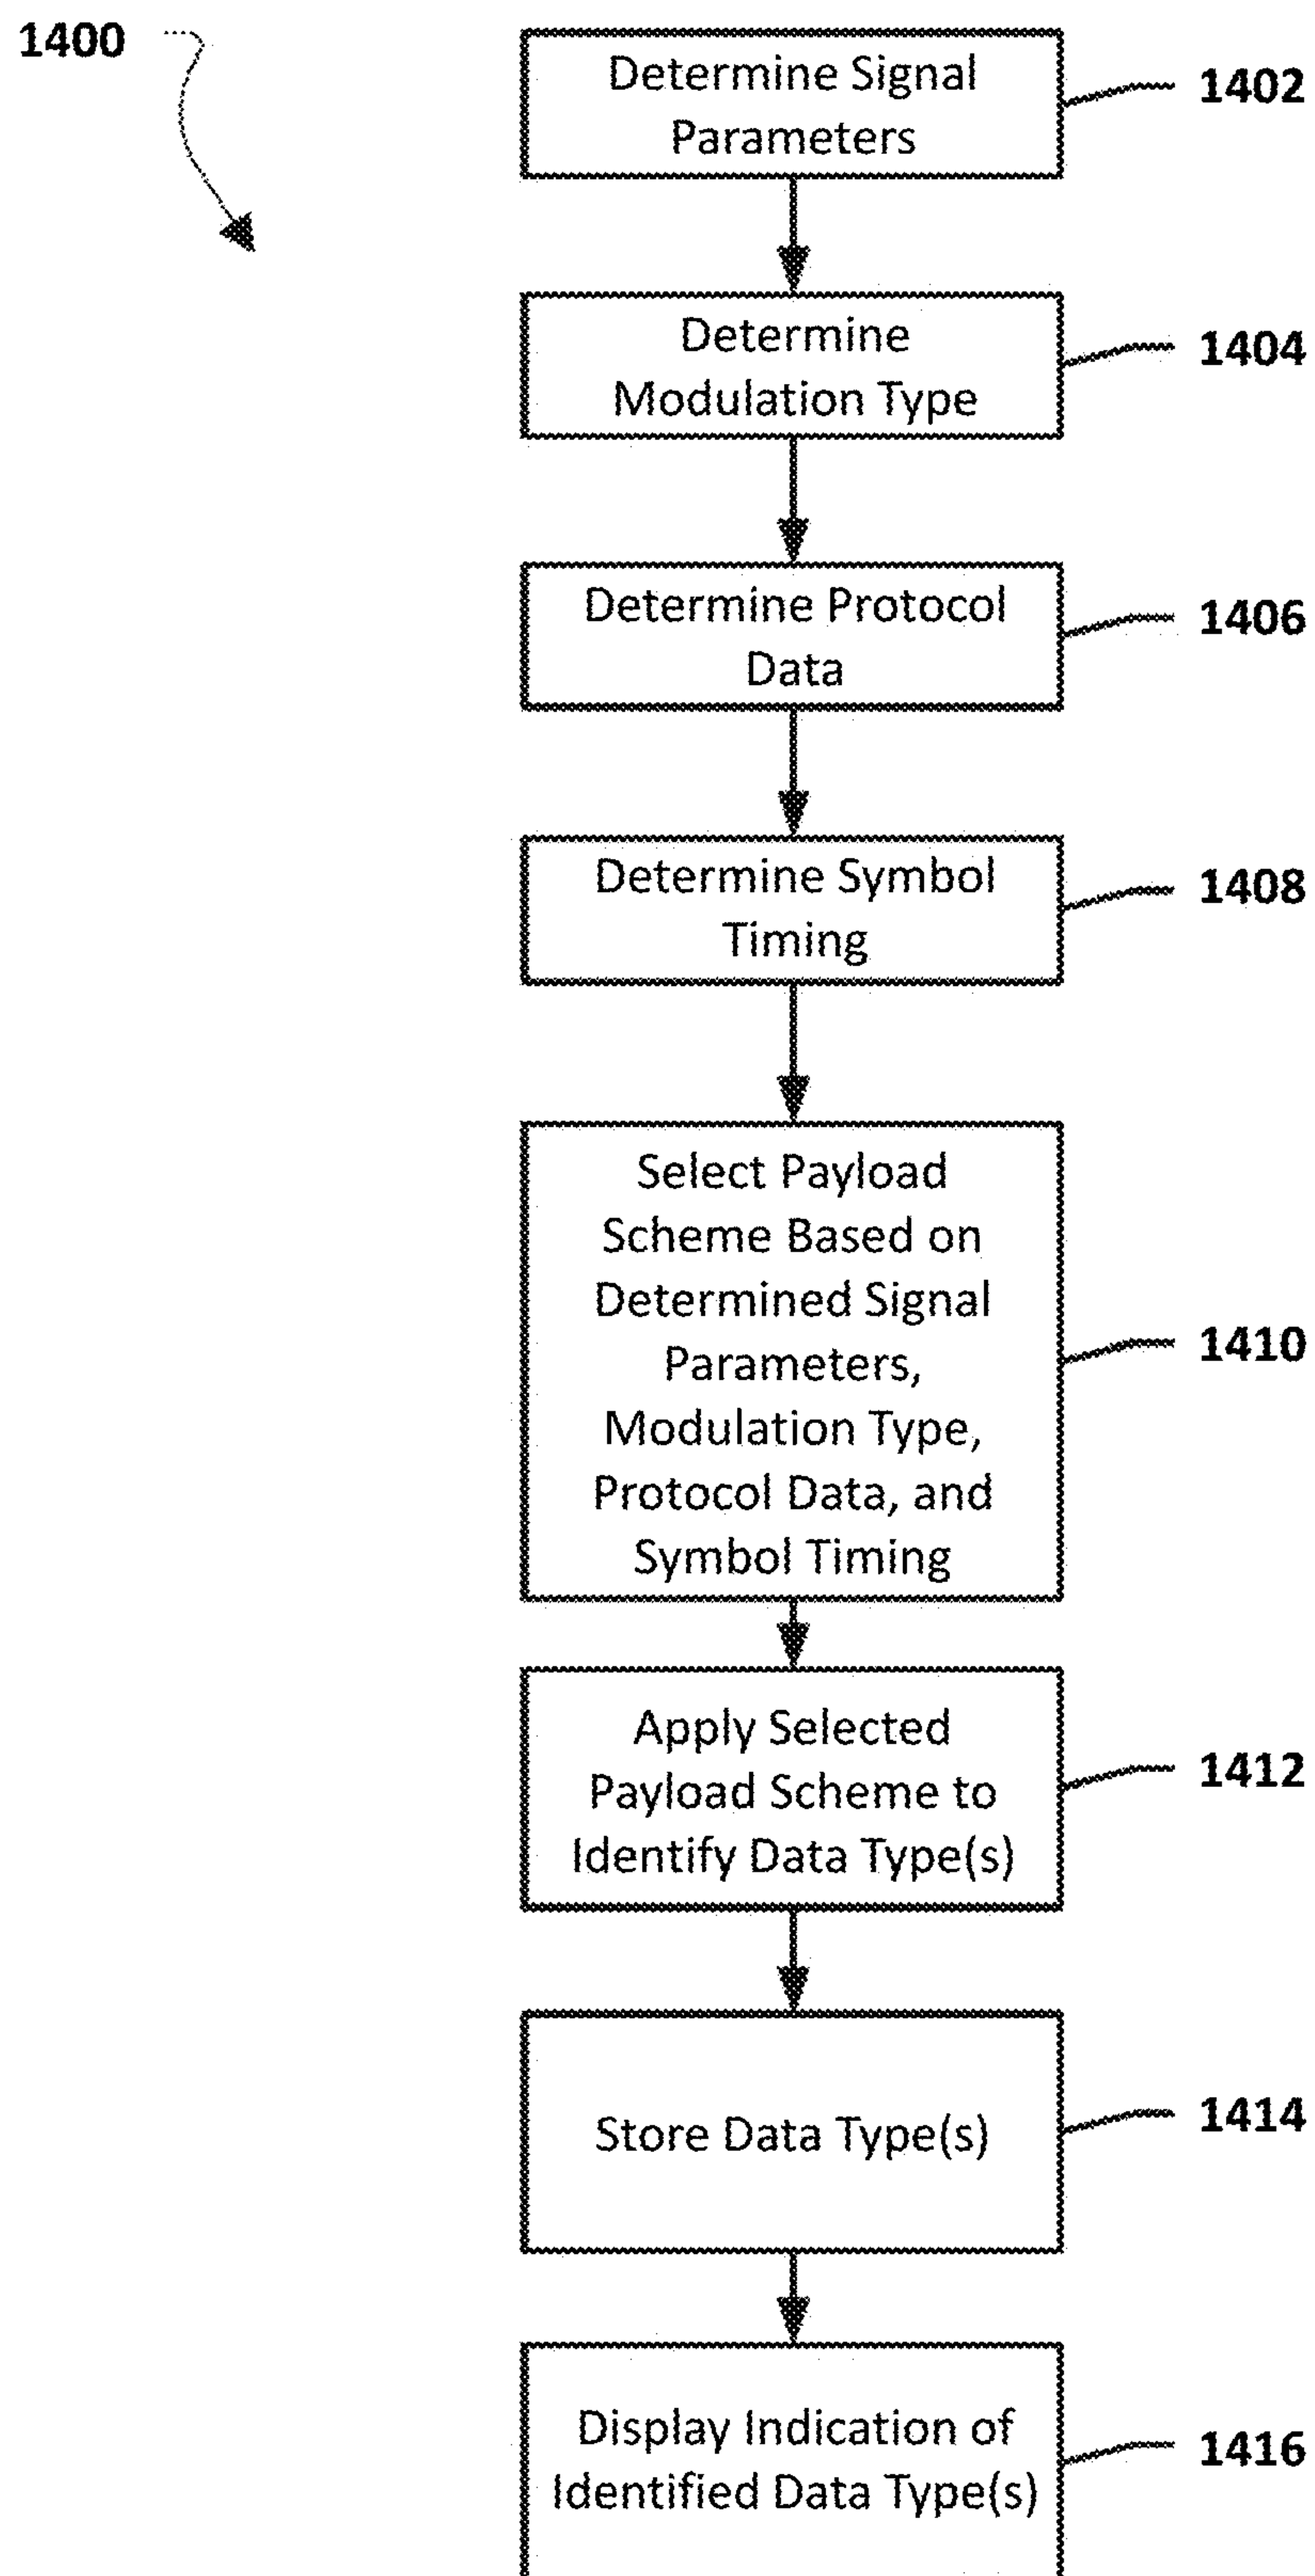 1400
Determine Signal
Parameters
1402
Determine
Modulation Type
1404
Determine Protocol
Data
1406
Determine Symbol
Timing
1408
Select Payload
Scheme Based on
Determined Signal
Parameters,
Modulation Type,
Protocol Data, and
Symbol Timing
1410
Apply Selected
Payload Scheme to
Identify Data Type(s)
1412
Store Data Type(s)
1414
Display Indication of
Identified Data Type(s)
1416